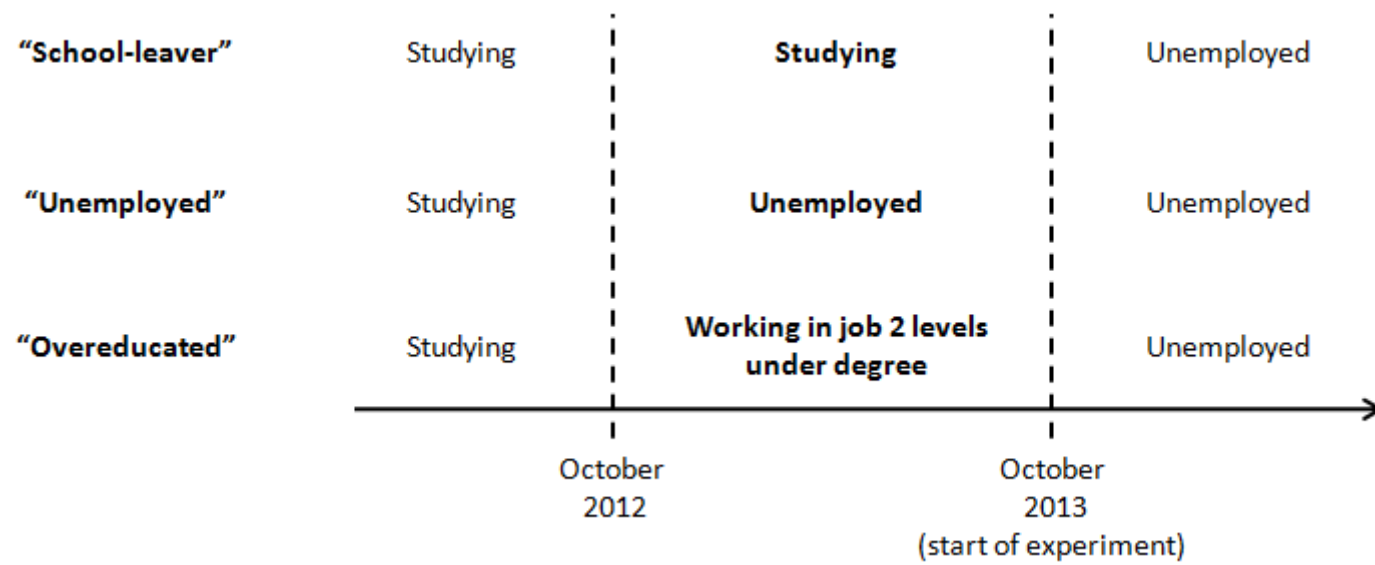 “School-leaver” Studying Studying Unemployed
“Unemployed” Studying Unemployed Unemployed
“Overeducated” Studying Working in job 2 levels under degree Unemployed
October 2012
October 2013
(start of experiment)